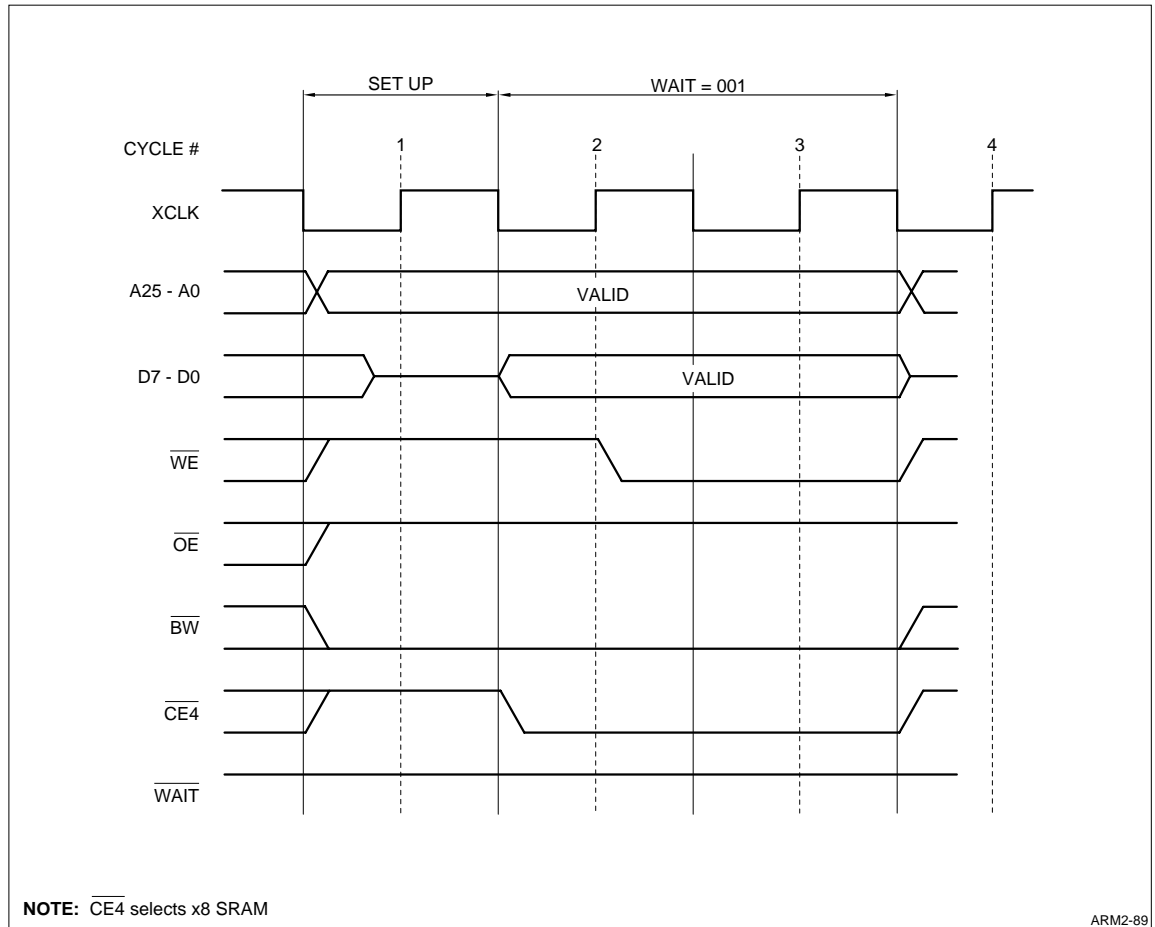 SET UP WAIT = 001
CYCLE # 1 2 3 4
XCLK
A25 - A0 VALID
D7 - D0 VALID
WE
OE
BW
CE4
WAIT
NOTE: CE4 selects x8 SRAM
ARM2-89